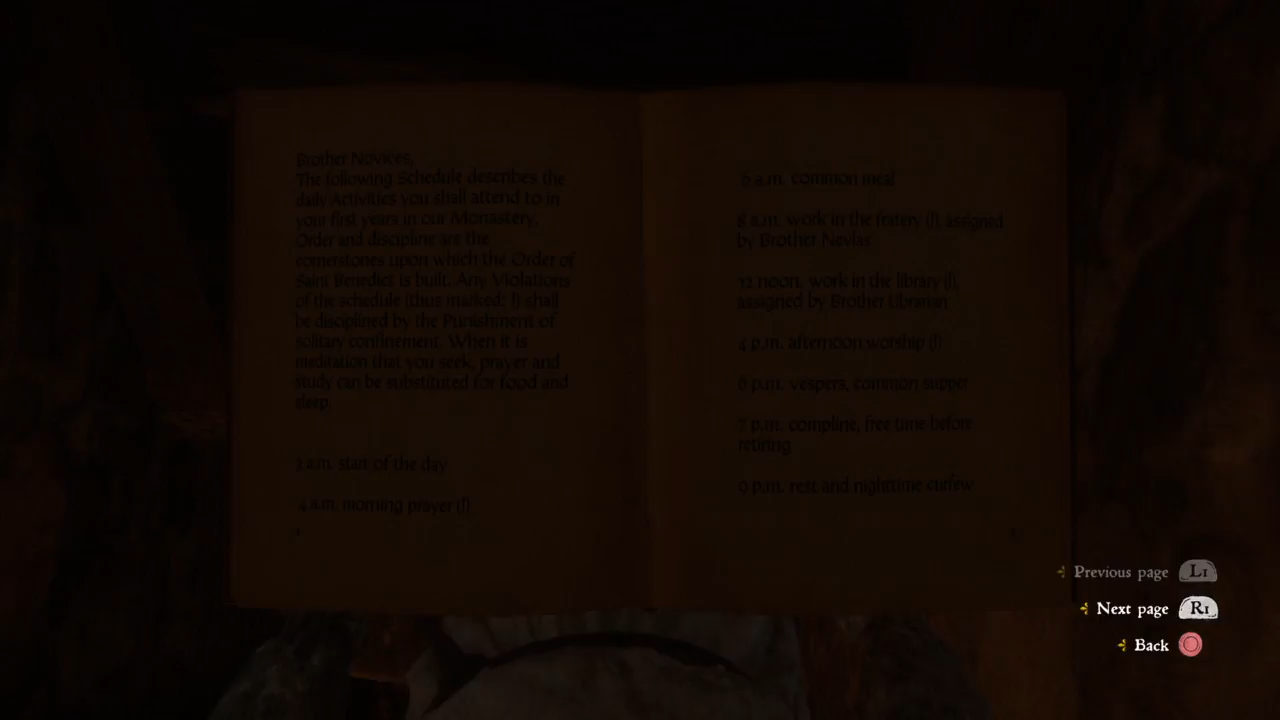 Brother Novices,
The following Schedule describes the
daily Activities you shall attend to in
your first years in our Monastery.
Order and discipline are the
cornerstones upon which the Order of
Saint Benedict is built. Any Violations
of the schedule (thus marked: !) shall
be disciplined by the Punishment of
solitary confinement. When it is
meditation that you seek, prayer and
study can be substituted for food and
sleep.
3 a.m. start of the day
4 a.m. morning prayer (!)
6 a.m. common meal
8 a.m. work in the fratery (!), assigned
by Brother Nevlas
12 noon, work in the library (!),
assigned by Brother Librarian
4 p.m. afternoon worship (!)
6 p.m. vespers, common supper
7 p.m. compline, free time before
retiring
9 p.m. rest and nighttime curfew
Previous page L1
Next page R1
Back